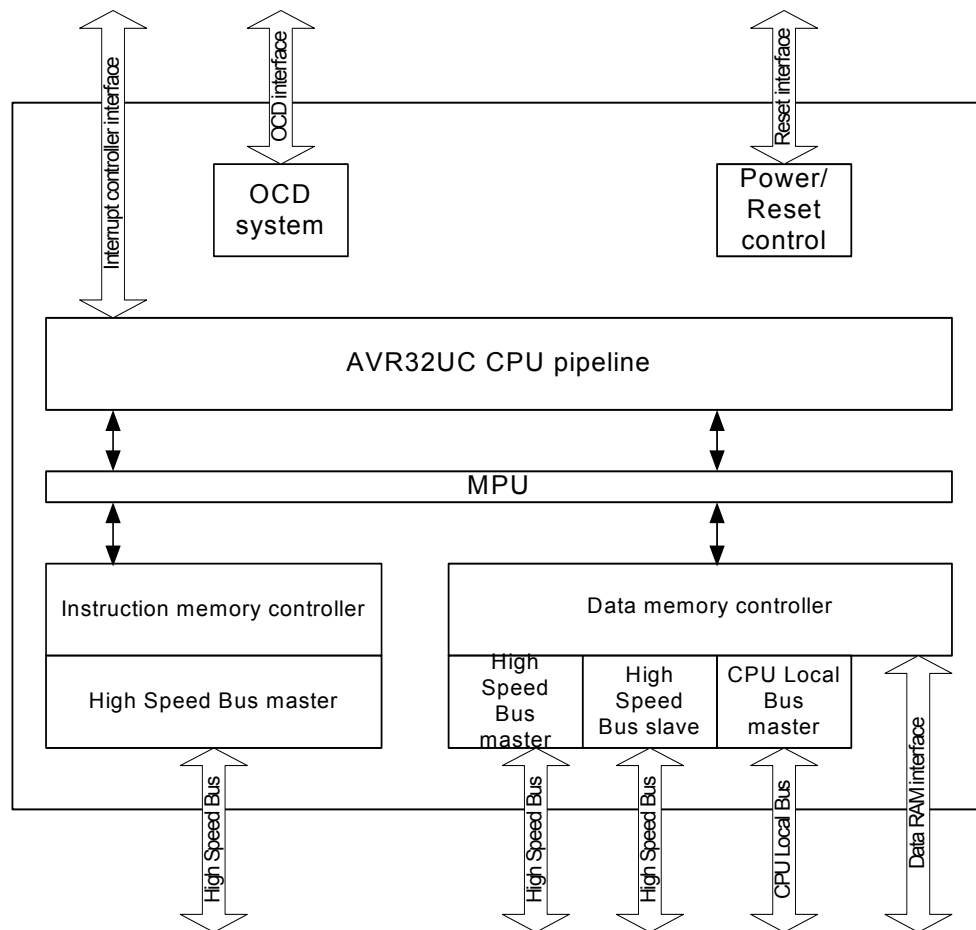 Interrupt controller interface
OCD interface
Reset interface
OCD
system
Power/
Reset
control
AVR32UC CPU pipeline
MPU
Instruction memory controller
Data memory controller
High Speed Bus master
High
Speed
Bus
master
High
Speed
Bus slave
CPU Local
Bus
master
High Speed Bus
High Speed Bus
High Speed Bus
CPU Local Bus
Data RAM interface